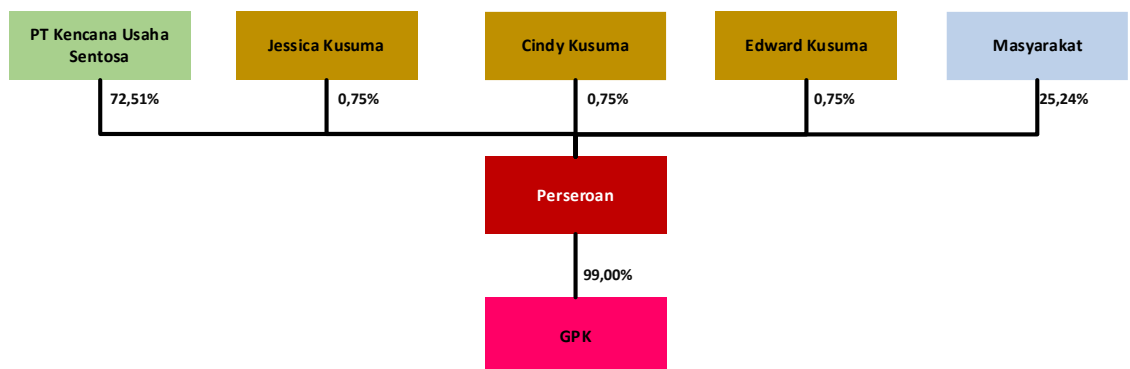 PT Kencana Usaha
Sentosa
Jessica Kusuma
Cindy Kusuma
Edward Kusuma
Masyarakat
72,51%
0,75%
0,75%
0,75%
25,24%
Perseroan
99,00%
GPK